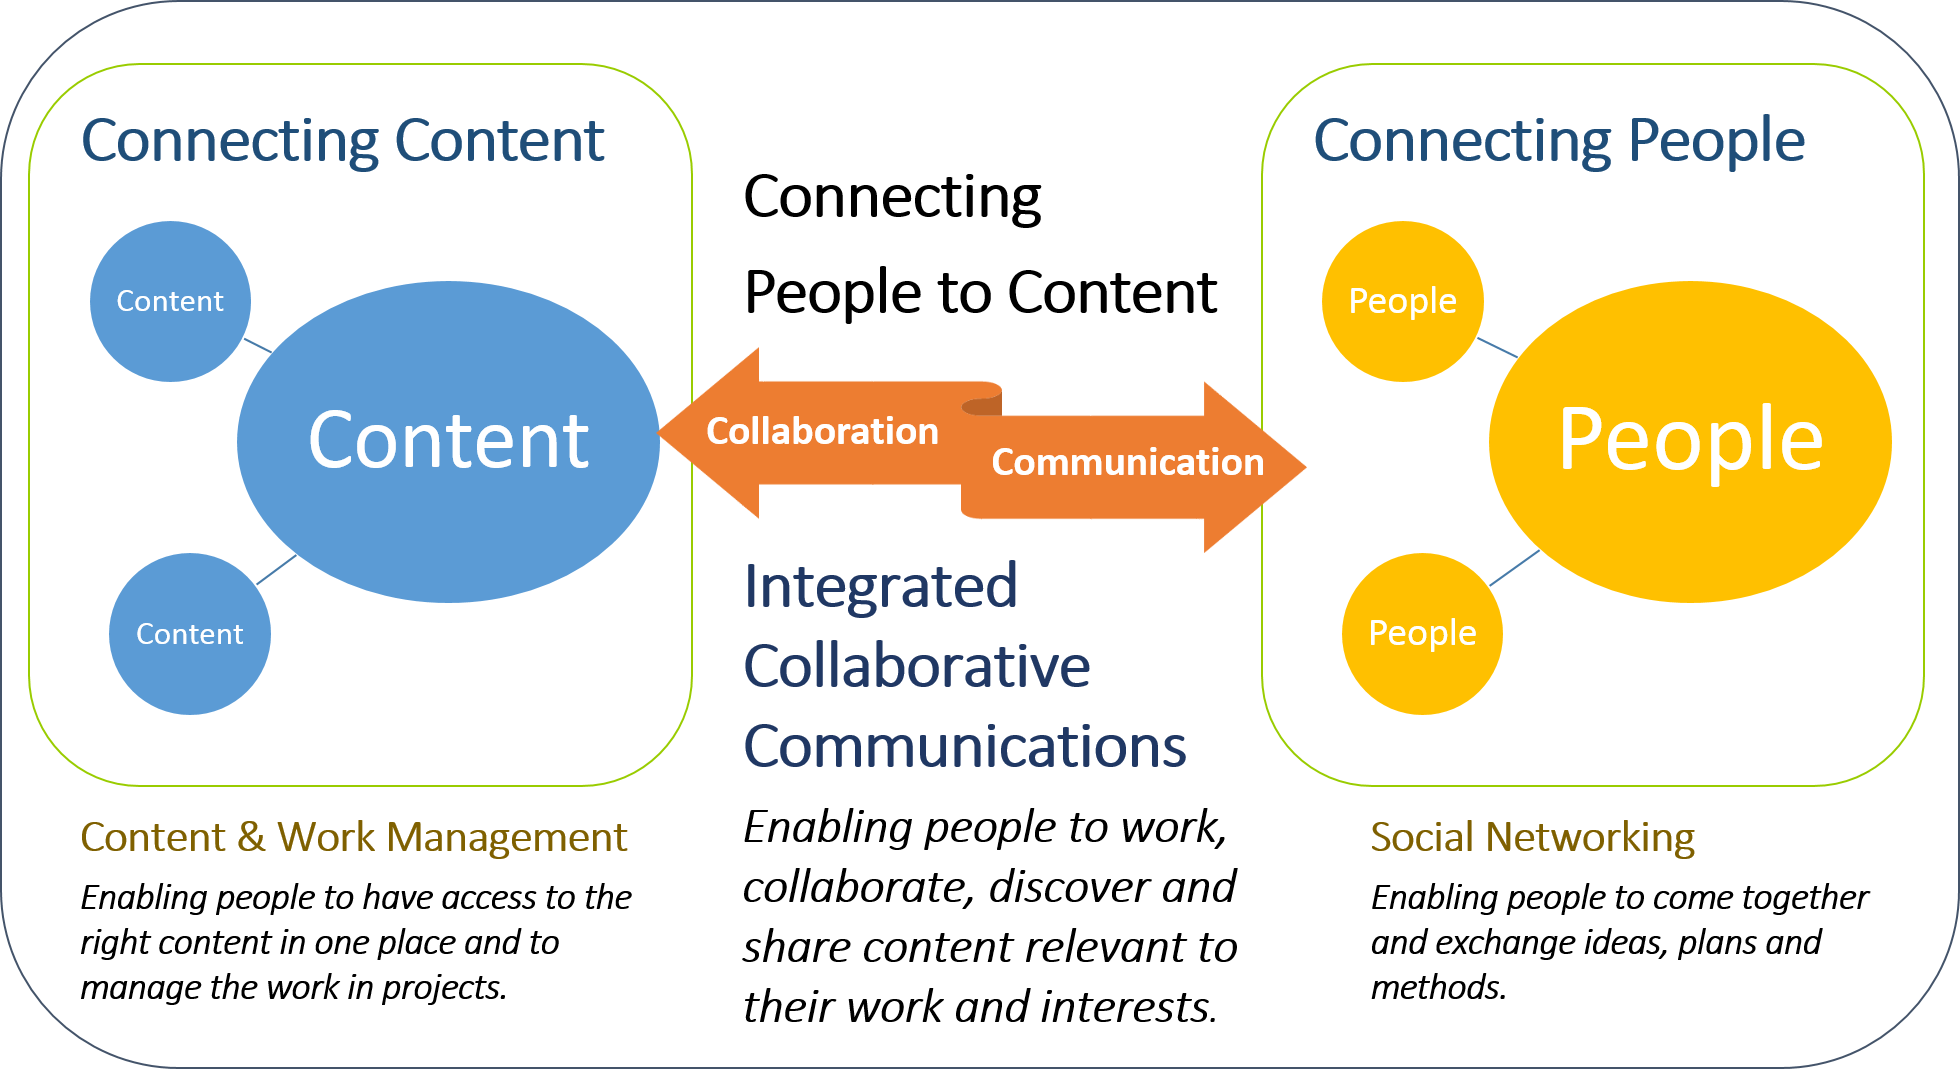 Connecting Content
Content
Content
Content
Content & Work Management
Enabling people to have access to the
right content in one place and to
manage the work in projects.
Connecting
People to Content
Collaboration
Communication
Integrated
Collaborative
Communications
Enabling people to work,
collaborate, discover and
share content relevant to
their work and interests.
Connecting People
People
People
People
Social Networking
Enabling people to come together
and exchange ideas, plans and
methods.